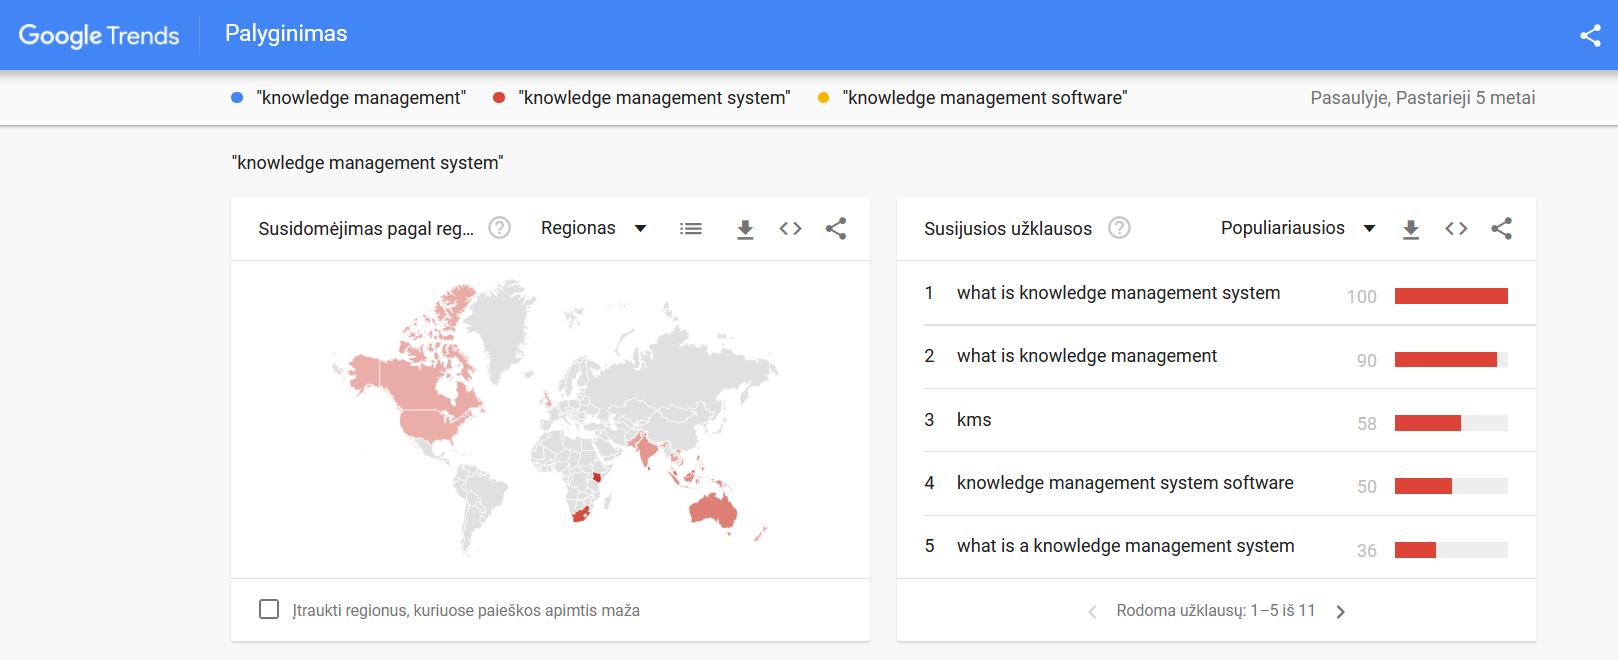 Google Trends Palyginimas
"knowledge management" "knowledge management system" "knowledge management software" Pasaulyje, Pastarieji 5 metai
"knowledge management system"
Susidomėjimas pagal reg... Regionas
Susijusios užklausos Populiariausios
1 what is knowledge management system 100
2 what is knowledge management 90
3 kms 58
4 knowledge management system software 50
5 what is a knowledge management system 36
Įtraukti regionus, kuriuose paieškos apimtis maža
Rodoma užklausų: 1–5 iš 11